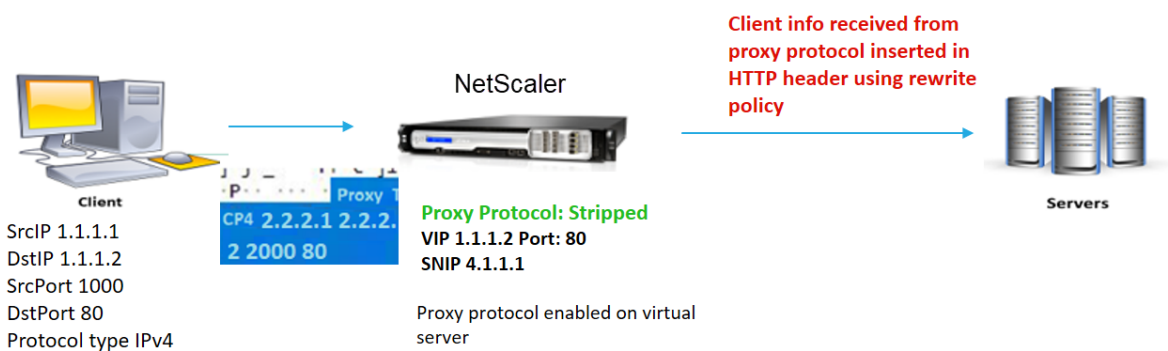 Client info received from
proxy protocol inserted in
HTTP header using rewrite
policy
NetScaler
Client
SrcIP 1.1.1.1
DstIP 1.1.1.2
SrcPort 1000
DstPort 80
Protocol type IPv4
Proxy
CP4 2.2.2.1 2.2.2.
2 2000 80
Proxy Protocol: Stripped
VIP 1.1.1.2 Port: 80
SNIP 4.1.1.1
Proxy protocol enabled on virtual
server
Servers